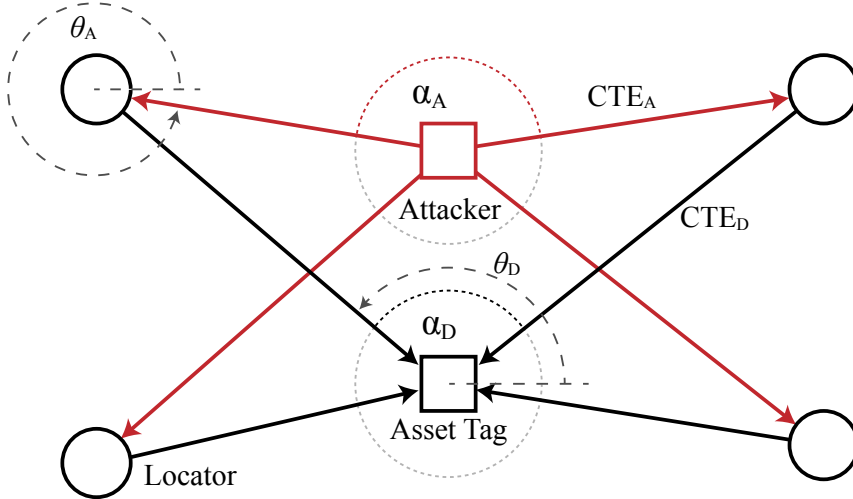 θA
αA
CTEA
Attacker
CTED
θD
αD
Asset Tag
Locator